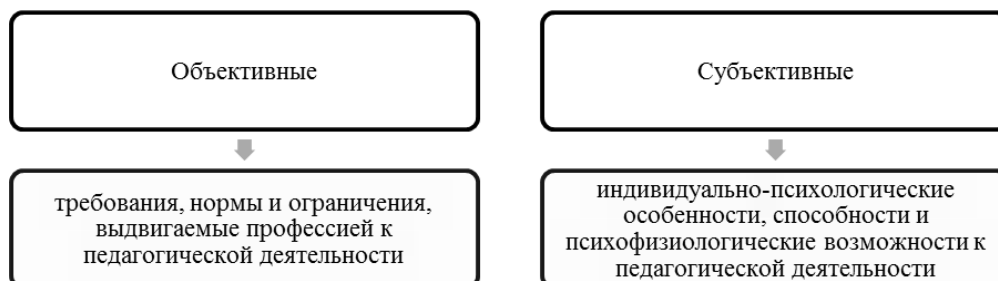 Объективные
Субъективные
требования, нормы и ограничения,
выдвигаемые профессией к
педагогической деятельности
индивидуально-психологические
особенности, способности и
психофизиологические возможности к
педагогической деятельности